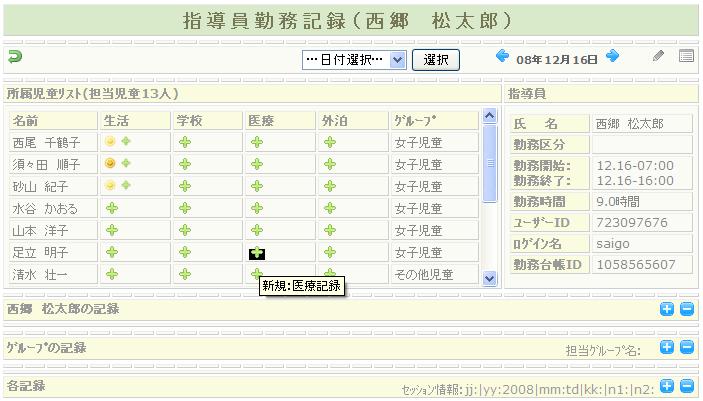 指導員勤務記録(西郷 松太郎)
…日付選択… 選択 08年12月16日
所属児童リスト(担当児童13人)
名前 生活 学校 医療 外泊 ｸﾞﾙｰﾌﾟ
西尾 千鶴子 女子児童
須々田 順子 女子児童
砂山 紀子 女子児童
水谷 かおる 女子児童
山本 洋子 女子児童
足立 明子 女子児童
清水 壮一 その他児童
新規:医療記録
指導員
氏 名 西郷 松太郎
勤務区分
勤務開始: 12.16-07:00
勤務終了: 12.16-16:00
勤務時間 9.0時間
ﾕｰｻﾞｰID 723097676
ﾛｸﾞｲﾝ名 saigo
勤務台帳ID 1058565607
西郷 松太郎の記録
ｸﾞﾙｰﾌﾟの記録 担当ｸﾞﾙｰﾌﾟ名:
各記録 ｾｯｼｮﾝ情報:jj:|yy:2008|mm:td|kk:|n1:|n2: